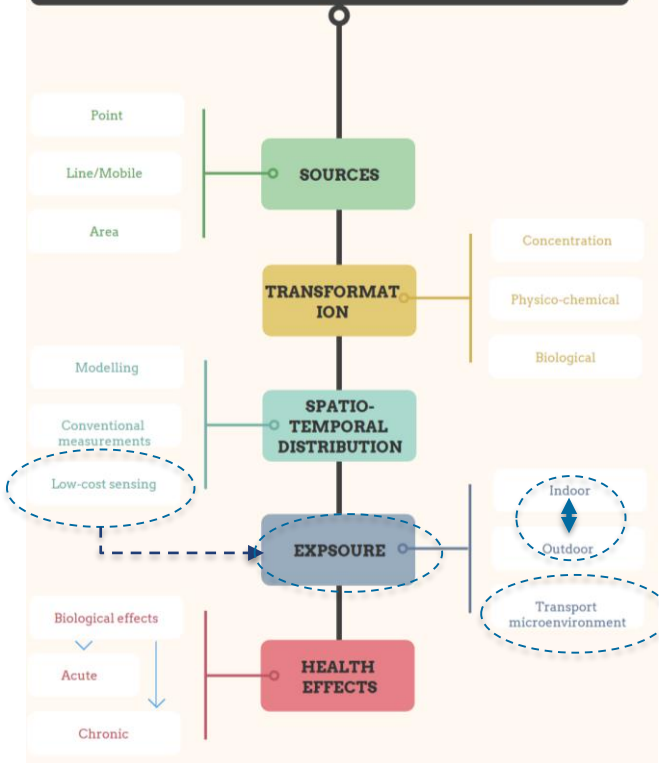 Point
Line/Mobile
Area
SOURCES
TRANSFORMAT
ION
Concentration
Physico-chemical
Biological
Modelling
Conventional
measurements
Low-cost sensing
SPATIO-
TEMPORAL
DISTRIBUTION
EXPSOURE
Indoor
Outdoor
Transport
microenvironment
Biological effects
Acute
Chronic
HEALTH
EFFECTS